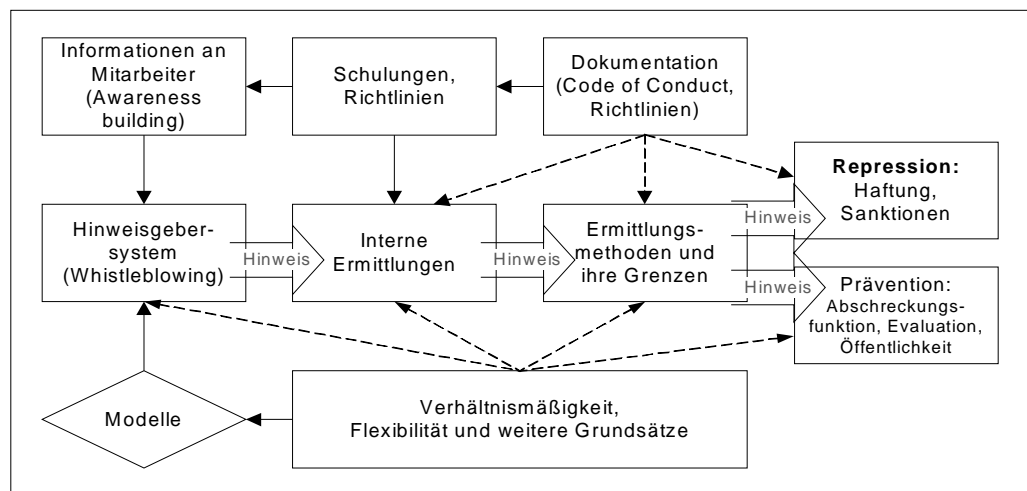 Informationen an
Mitarbeiter
(Awareness
building)
Schulungen,
Richtlinien
Dokumentation
(Code of Conduct,
Richtlinien)
Repression:
Haftung,
Sanktionen
Hinweisgeber-
system
(Whistleblowing)
Hinweis
Interne
Ermittlungen
Hinweis
Ermittlungs-
methoden und
ihre Grenzen
Hinweis
Hinweis
Prävention:
Abschreckungs-
funktion, Evaluation,
Öffentlichkeit
Modelle
Verhältnismäßigkeit,
Flexibilität und weitere Grundsätze